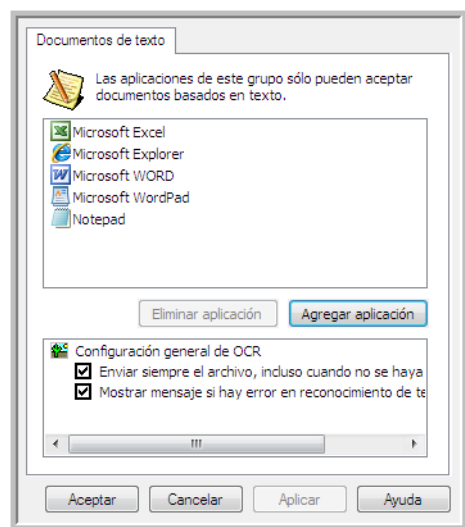 Documentos de texto
Las aplicaciones de este grupo sólo pueden aceptar
documentos basados en texto.
Microsoft Excel
Microsoft Explorer
Microsoft WORD
Microsoft WordPad
Notepad
Eliminar aplicación Agregar aplicación
Configuración general de OCR
Enviar siempre el archivo, incluso cuando no se haya
Mostrar mensaje si hay error en reconocimiento de te
Aceptar Cancelar Aplicar Ayuda